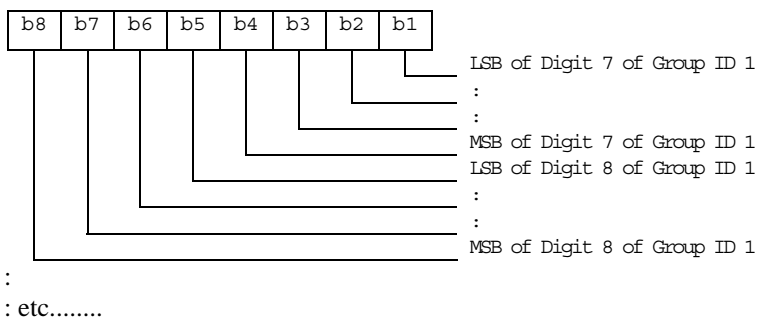 b8 b7 b6 b5 b4 b3 b2 b1
LSB of Digit 7 of Group ID 1
:
:
MSB of Digit 7 of Group ID 1
LSB of Digit 8 of Group ID 1
:
:
MSB of Digit 8 of Group ID 1
:
: etc........